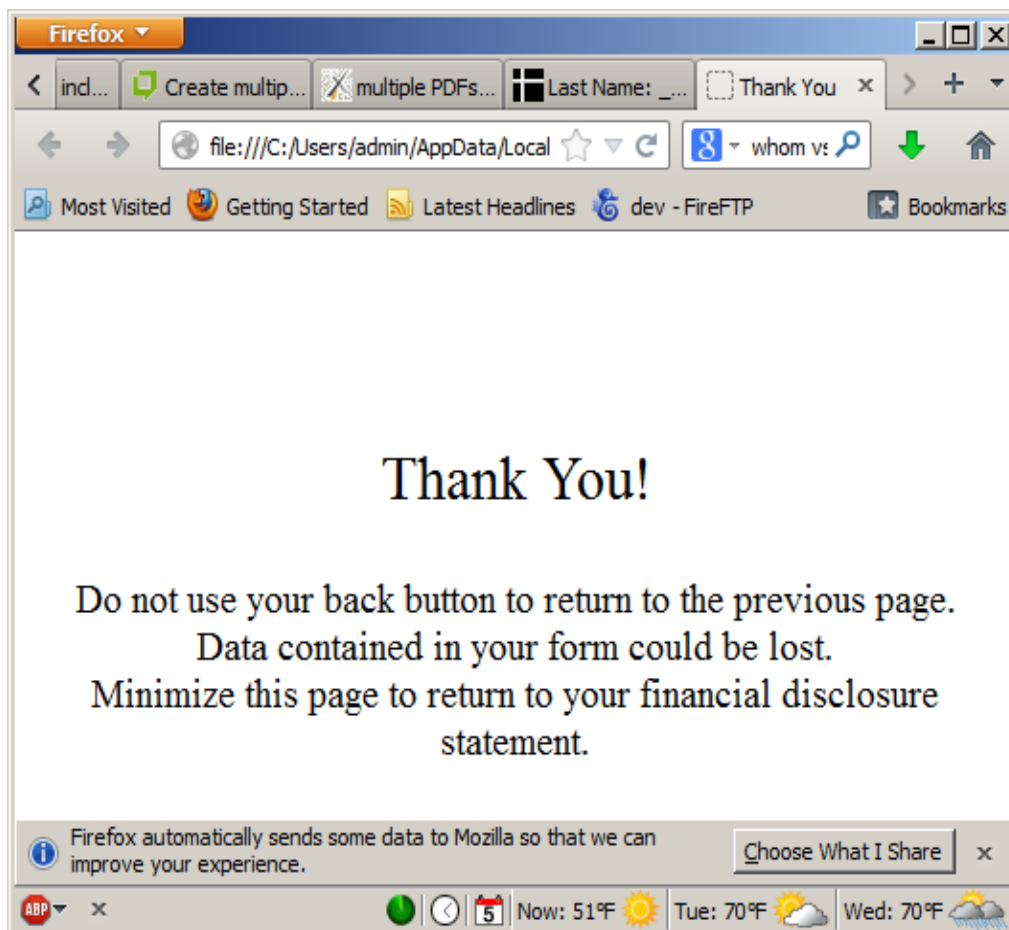 Firefox
incl... Create multip... multiple PDFs... Last Name: _... Thank You
file:///C:/Users/admin/AppData/Local whom vs
Most Visited Getting Started Latest Headlines dev - FireFTP Bookmarks
Thank You!
Do not use your back button to return to the previous page.
Data contained in your form could be lost.
Minimize this page to return to your financial disclosure
statement.
Firefox automatically sends some data to Mozilla so that we can
improve your experience.
Choose What I Share
ABP 5 Now: 51°F Tue: 70°F Wed: 70°F